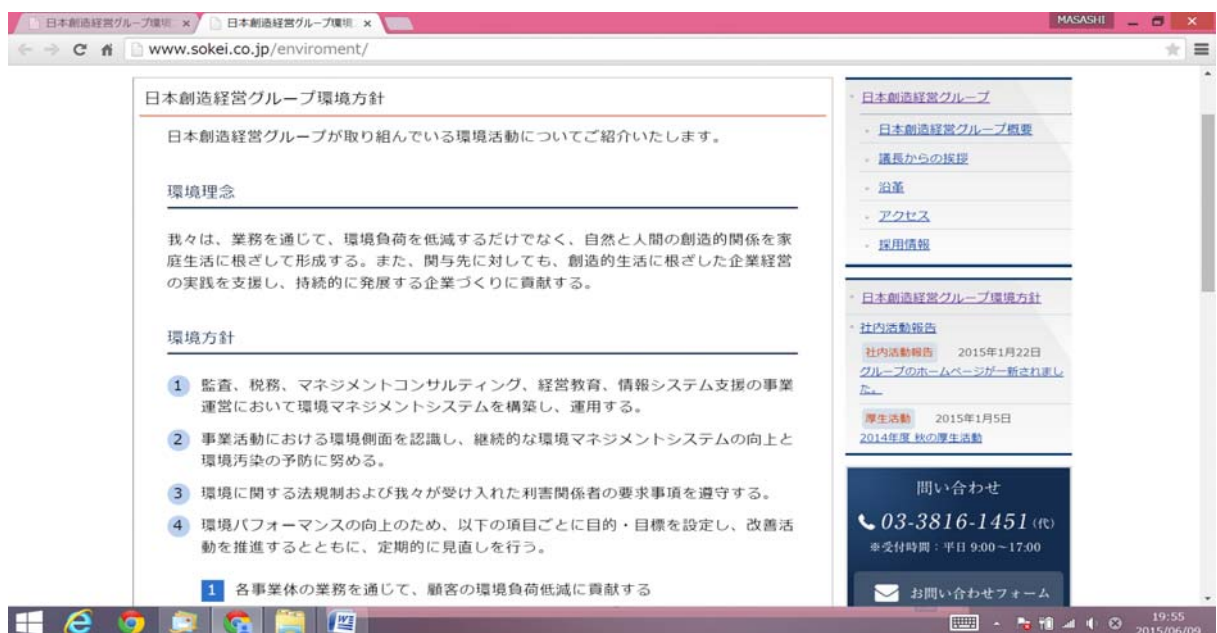 日本創造経営グループ環境
日本創造経営グループ環境
MASASHI
www.sokei.co.jp/enviroment/
日本創造経営グループ環境方針
日本創造経営グループが取り組んでいる環境活動についてご紹介いたします。
環境理念
我々は、業務を通じて、環境負荷を低減するだけでなく、自然と人間の創造的関係を家
庭生活に根ざして形成する。また、関与先に対しても、創造的生活に根ざした企業経営
の実践を支援し、持続的に発展する企業づくりに貢献する。
環境方針
1 監査、税務、マネジメントコンサルティング、経営教育、情報システム支援の事業
運営において環境マネジメントシステムを構築し、運用する。
2 事業活動における環境側面を認識し、継続的な環境マネジメントシステムの向上と
環境汚染の予防に努める。
3 環境に関する法規制および我々が受け入れた利害関係者の要求事項を遵守する。
4 環境パフォーマンスの向上のため、以下の項目ごとに目的・目標を設定し、改善活
動を推進するとともに、定期的に見直しを行う。
1 各事業体の業務を通じて、顧客の環境負荷低減に貢献する
日本創造経営グループ
日本創造経営グループ概要
議長からの挨拶
沿革
アクセス
採用情報
日本創造経営グループ環境方針
社内活動報告
社内活動報告 2015年1月22日
グループのホームページが一新されまし
た。
厚生活動 2015年1月5日
2014年度 秋の厚生活動
問い合わせ
03-3816-1451 (代)
※受付時間：平日 9:00～17:00
お問い合わせフォーム
19:55
2015/06/09